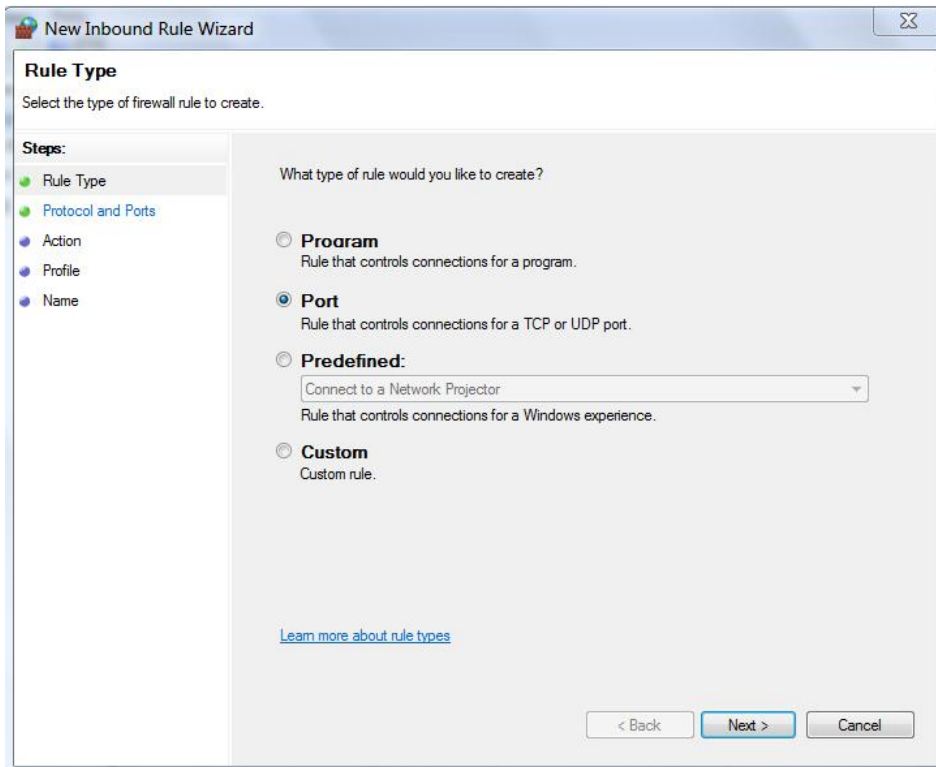 New Inbound Rule Wizard
Rule Type
Select the type of firewall rule to create.
Steps:
Rule Type
Protocol and Ports
Action
Profile
Name
What type of rule would you like to create?
Program
Rule that controls connections for a program.
Port
Rule that controls connections for a TCP or UDP port.
Predefined:
Connect to a Network Projector
Rule that controls connections for a Windows experience.
Custom
Custom rule.
Learn more about rule types
< Back Next > Cancel